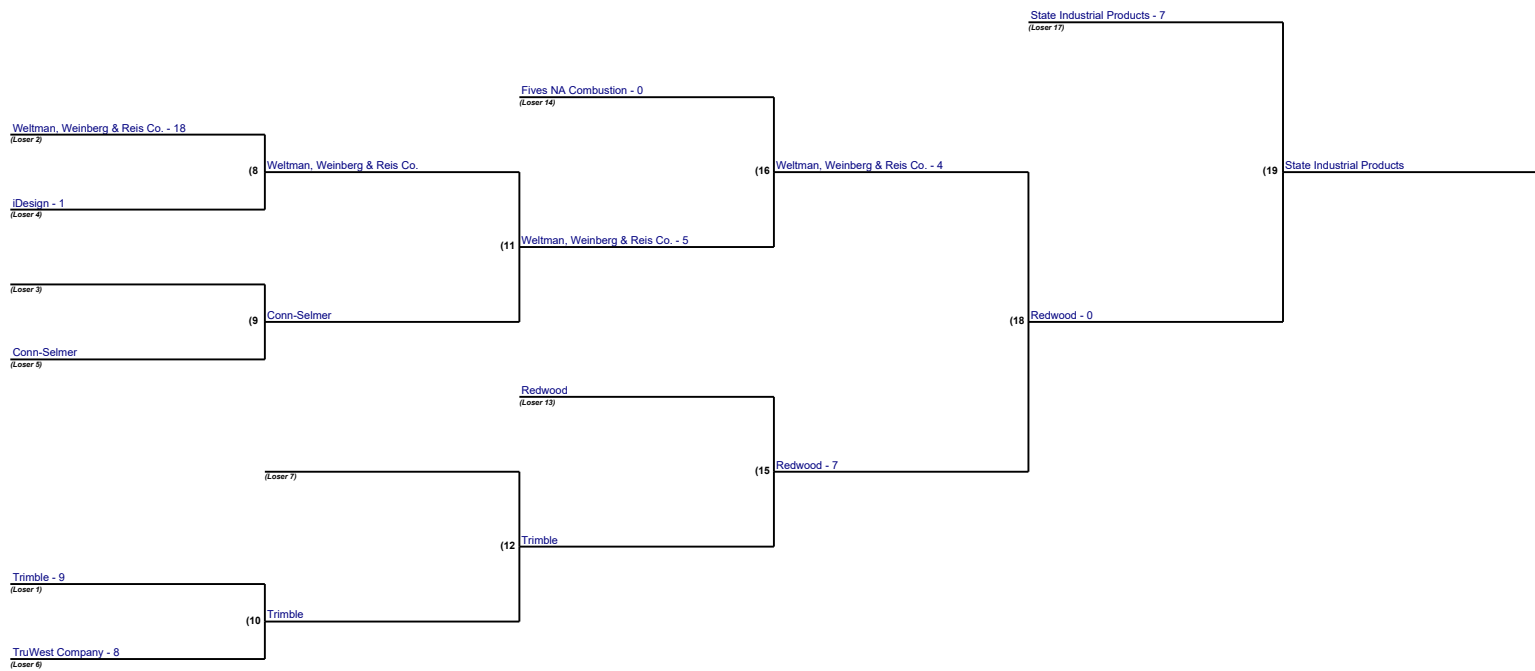 State Industrial Products - 7
(Loser 17)
Fives NA Combustion - 0
(Loser 14)
Weltman, Weinberg & Reis Co. - 18
(Loser 2)
(8
Weltman, Weinberg & Reis Co.
(16
Weltman, Weinberg & Reis Co. - 4
(19
State Industrial Products
iDesign - 1
(Loser 4)
(11
Weltman, Weinberg & Reis Co. - 5
(Loser 3)
(9
Conn-Selmer
(18
Redwood - 0
Conn-Selmer
(Loser 5)
Redwood
(Loser 13)
(Loser 7)
(15
Redwood - 7
(12
Trimble
Trimble - 9
(Loser 1)
(10
Trimble
TruWest Company - 8
(Loser 6)